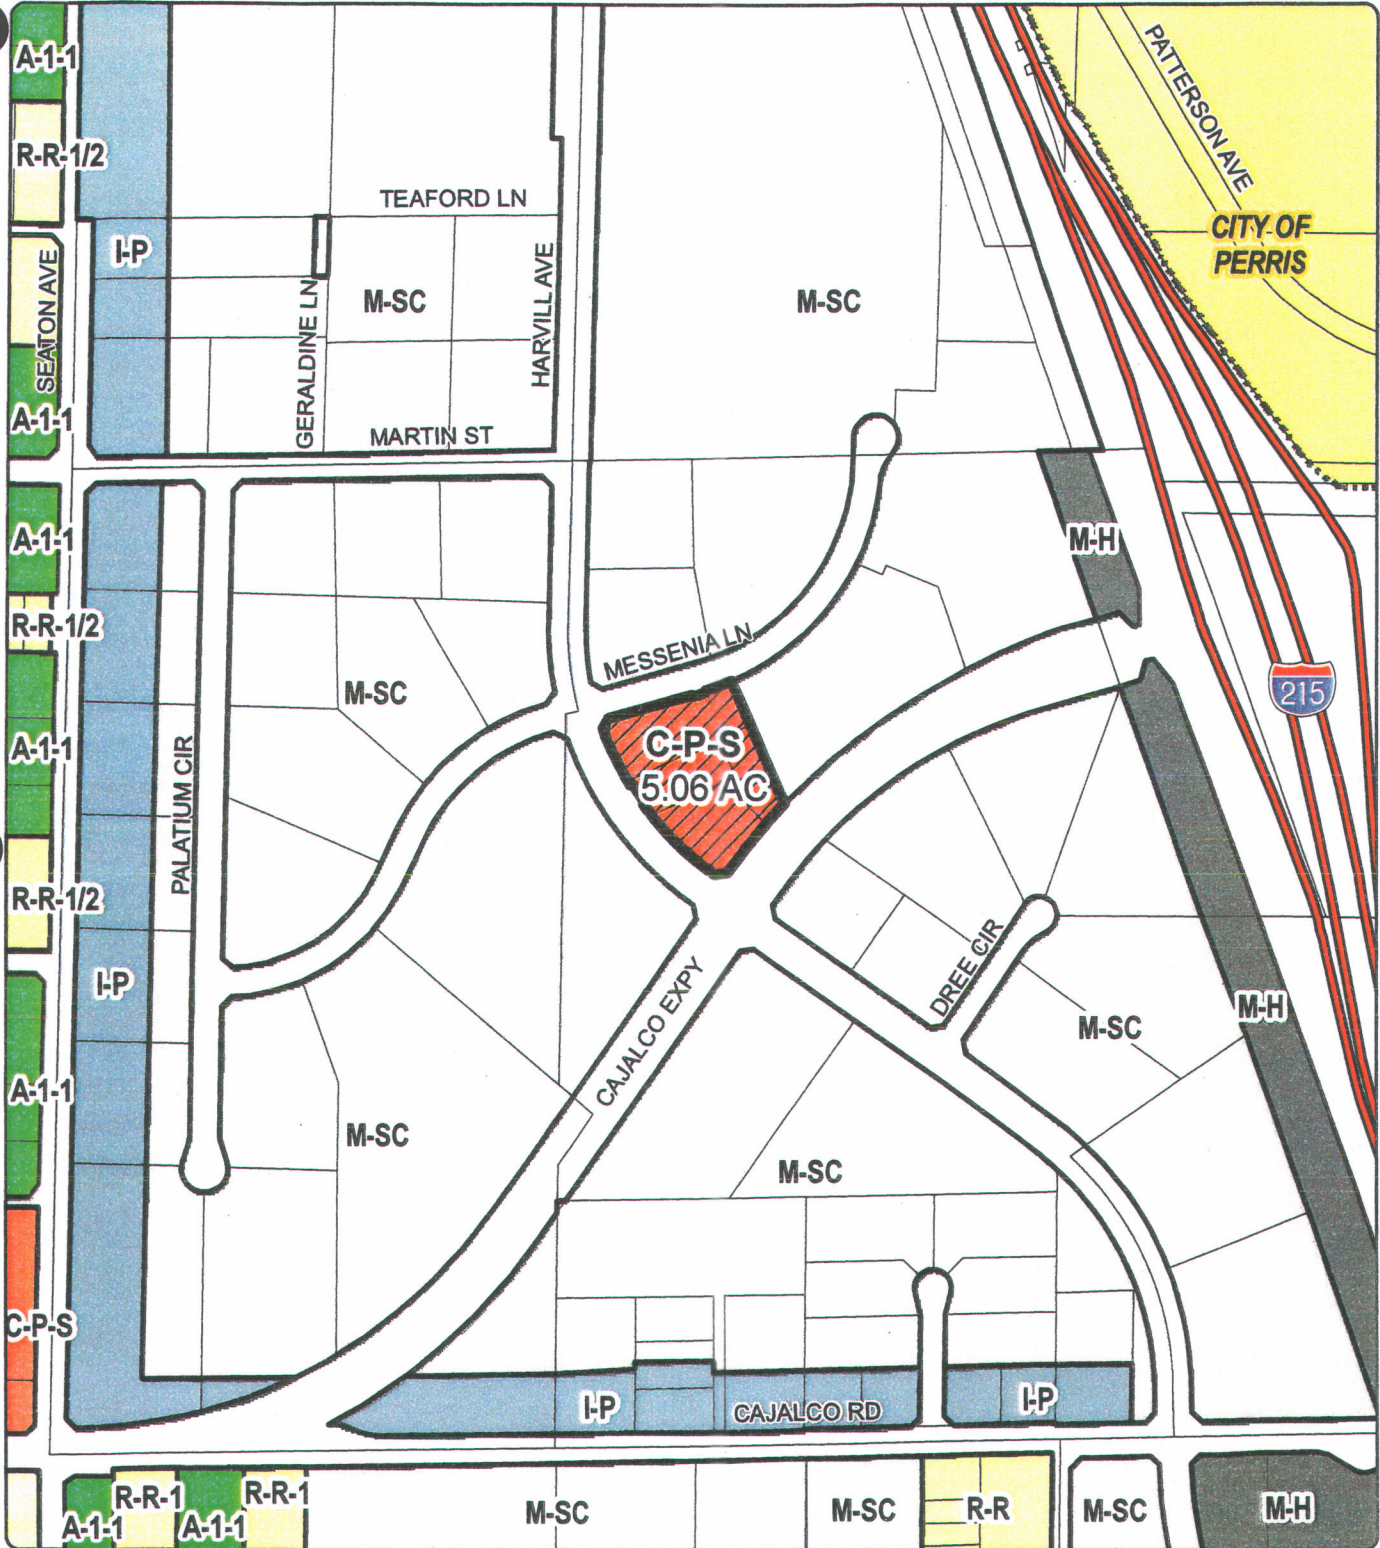 A-1-1
PATTERSON AVE
R-R-1/2
TEAFORD LN
CITY OF
PERRIS
I-P
SEATON AVE
GERALDINE LN
M-SC
HARVILL AVE
M-SC
A-1-1
MARTIN ST
A-1-1
M-H
R-R-1/2
MESSENIA LN
M-SC
215
A-1-1
PALATIUM CIR
C-P-S
5.06 AC
R-R-1/2
I-P
CAJALCO EXPY
DREE CIR
M-SC
M-H
A-1-1
M-SC
M-SC
C-P-S
I-P
CAJALCO RD
I-P
R-R-1
R-R-1
A-1-1
A-1-1
M-SC
M-SC
R-R
M-SC
M-H